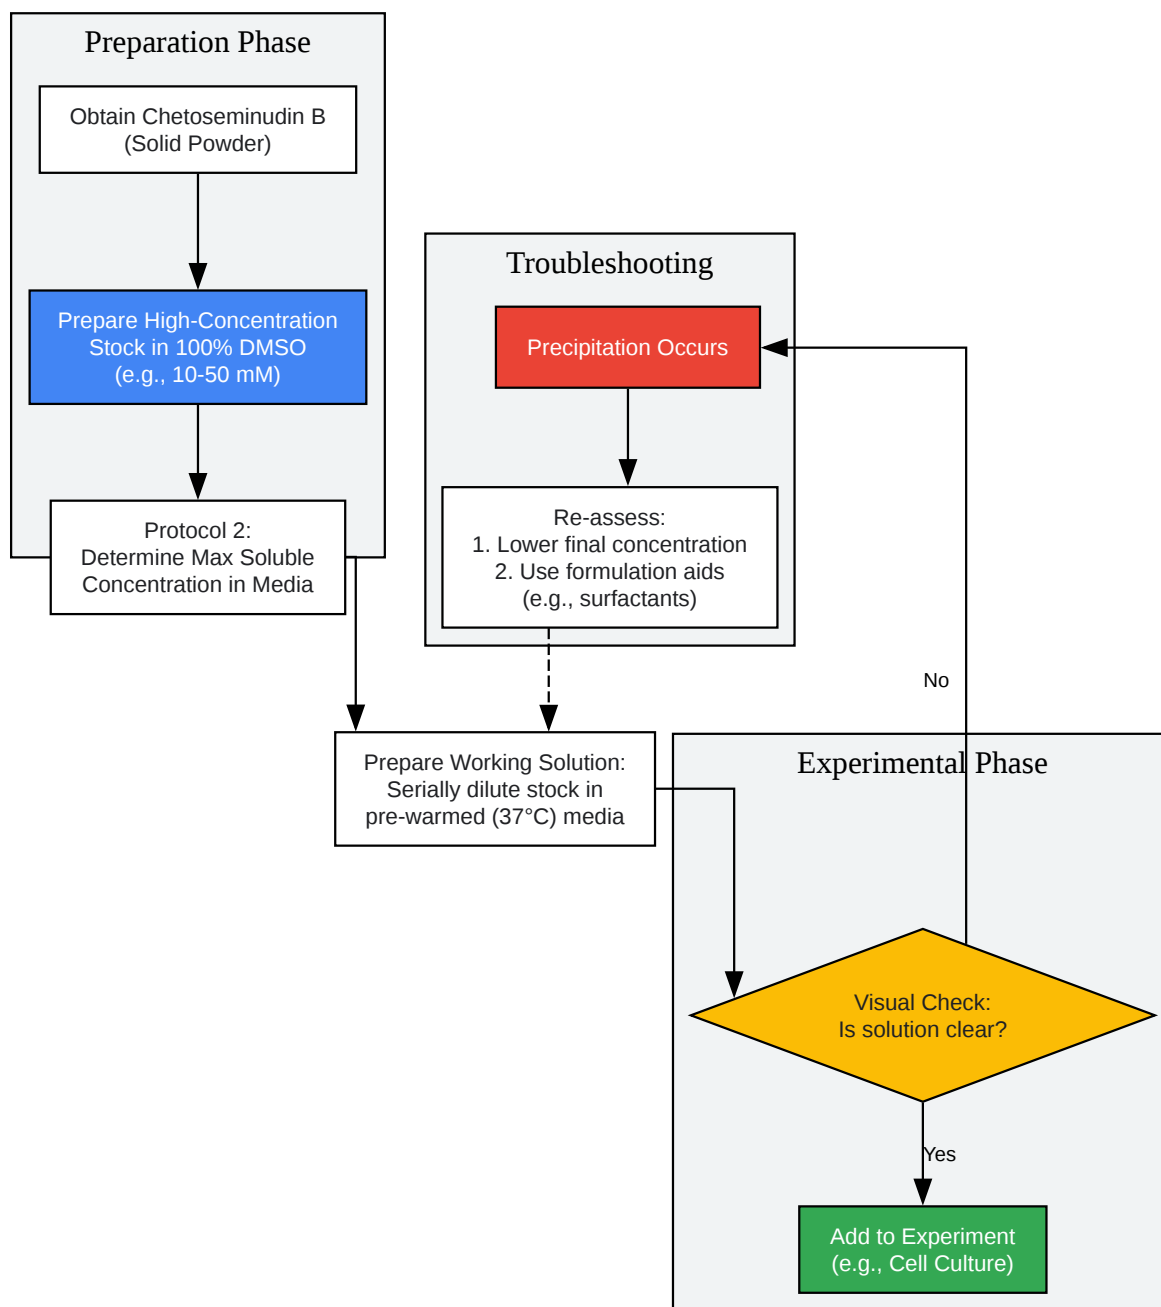 Preparation Phase
Obtain Chetoseminudin B
(Solid Powder)
Prepare High-Concentration
Stock in 100% DMSO
(e.g., 10-50 mM)
Protocol 2:
Determine Max Soluble
Concentration in Media
Troubleshooting
Precipitation Occurs
Re-assess:
1. Lower final concentration
2. Use formulation aids
(e.g., surfactants)
Prepare Working Solution:
Serially dilute stock in
pre-warmed (37°C) media
No
Experimental Phase
Visual Check:
Is solution clear?
Yes
Add to Experiment
(e.g., Cell Culture)